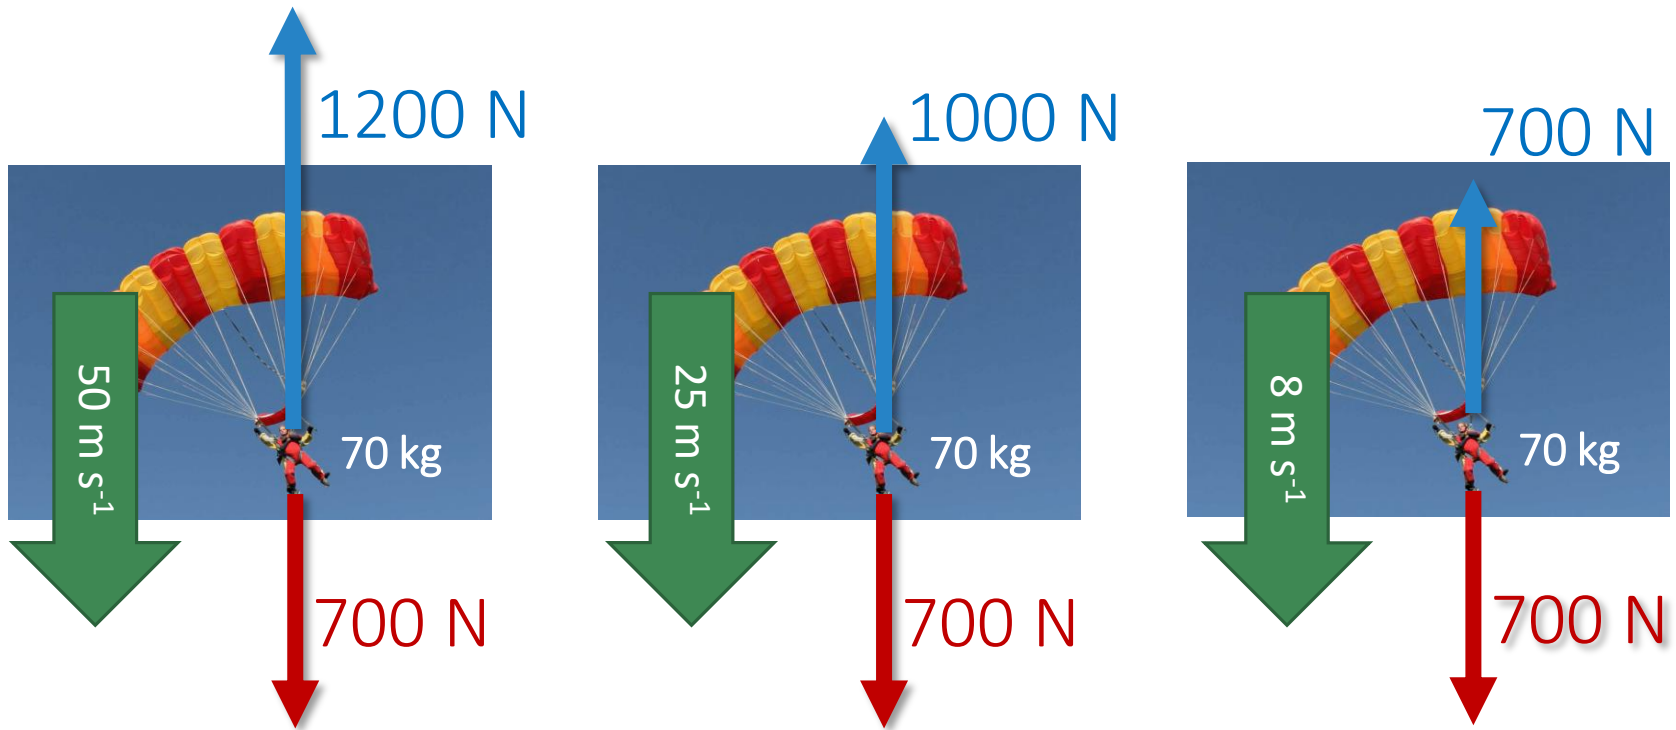 1200 N
50 m s⁻¹
70 kg
700 N
1000 N
25 m s⁻¹
70 kg
700 N
700 N
8 m s⁻¹
70 kg
700 N